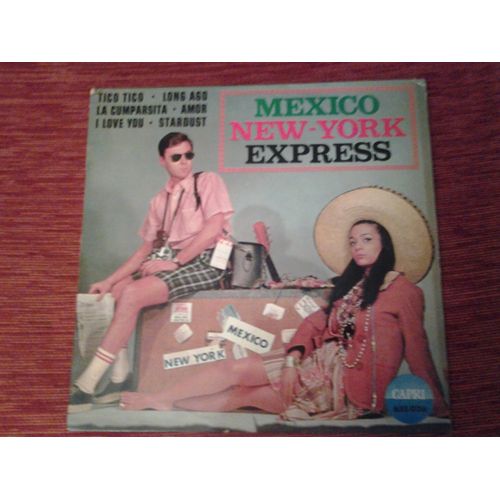 TICO TICO - LONG AGO
LA CUMPARSITA - AMOR
I LOVE YOU - STARDUST
MEXICO
NEW-YORK
EXPRESS
MEXICO
NEW YORK
CAPRI